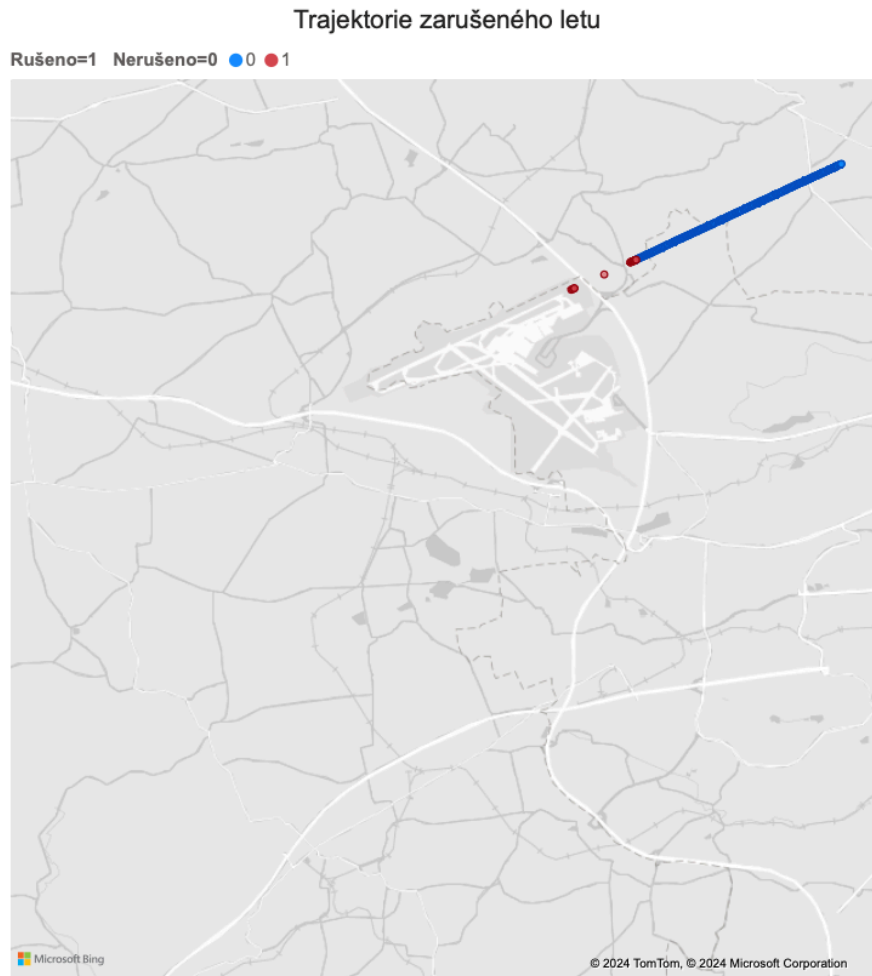 Trajektorie zarušeného letu
Rušeno=1 Nerušeno=0 0 1
Microsoft Bing
© 2024 TomTom, © 2024 Microsoft Corporation